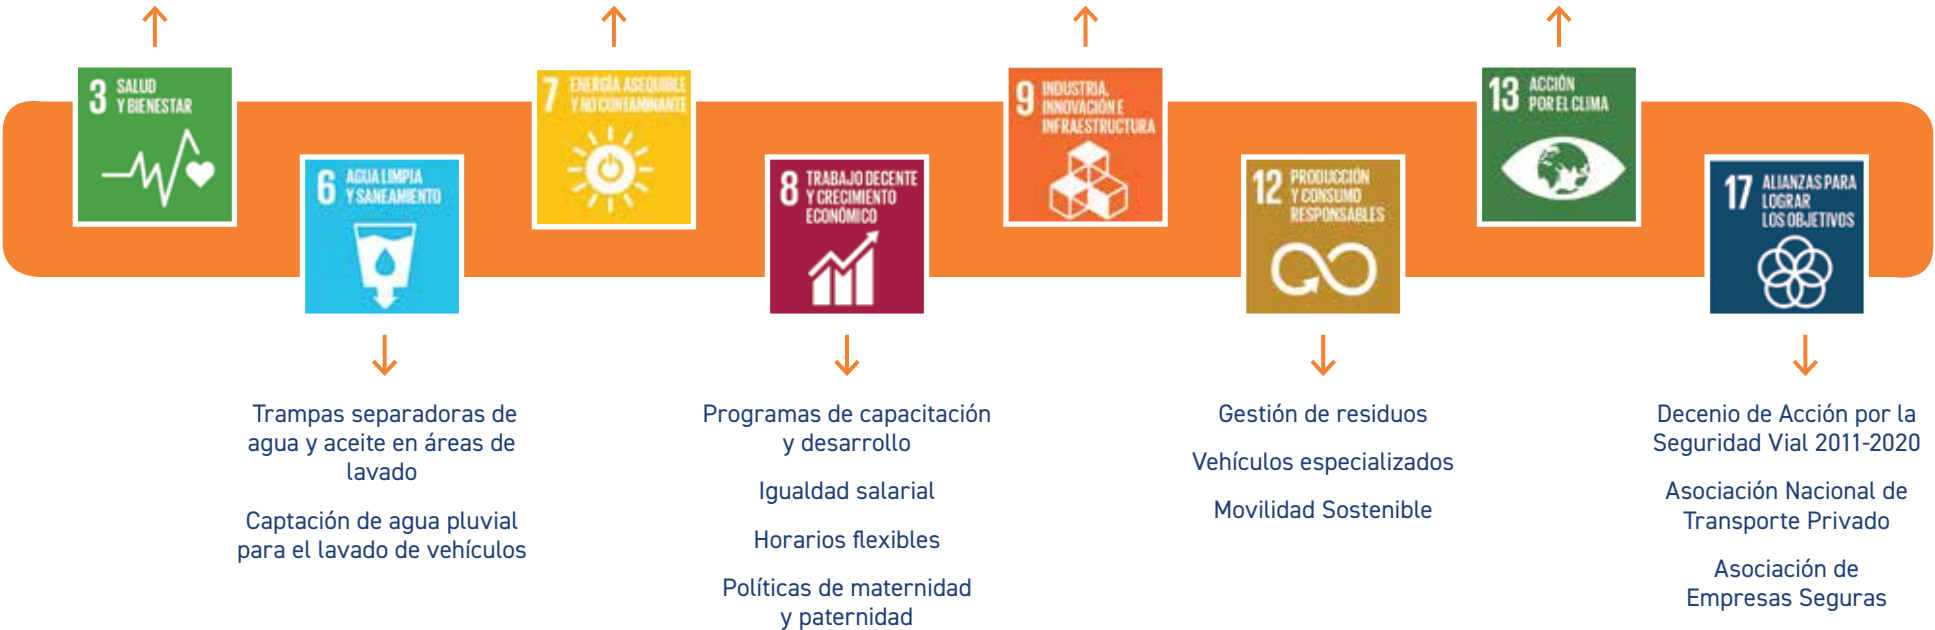 3 SALUD
Y BIENESTAR
7 ENERGÍA ASEQUIBLE
Y NO CONTAMINANTE
9 INDUSTRIA,
INNOVACIÓN E
INFRAESTRUCTURA
13 ACCIÓN
POR EL CLIMA
6 AGUA LIMPIA
Y SANEAMIENTO
8 TRABAJO DECENTE
Y CRECIMIENTO
ECONÓMICO
12 PRODUCCIÓN
Y CONSUMO
RESPONSABLES
17 ALIANZAS PARA
LOGRAR
LOS OBJETIVOS
Trampas separadoras de
agua y aceite en áreas de
lavado
Captación de agua pluvial
para el lavado de vehículos
Programas de capacitación
y desarrollo
Igualdad salarial
Horarios flexibles
Políticas de maternidad
y paternidad
Gestión de residuos
Vehículos especializados
Movilidad Sostenible
Decenio de Acción por la
Seguridad Vial 2011-2020
Asociación Nacional de
Transporte Privado
Asociación de
Empresas Seguras